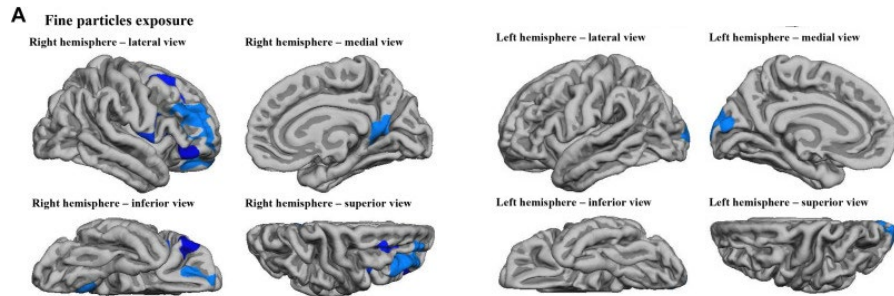 A
Fine particles exposure
Right hemisphere – lateral view
Right hemisphere – medial view
Left hemisphere – lateral view
Left hemisphere – medial view
Right hemisphere – inferior view
Right hemisphere – superior view
Left hemisphere – inferior view
Left hemisphere – superior view